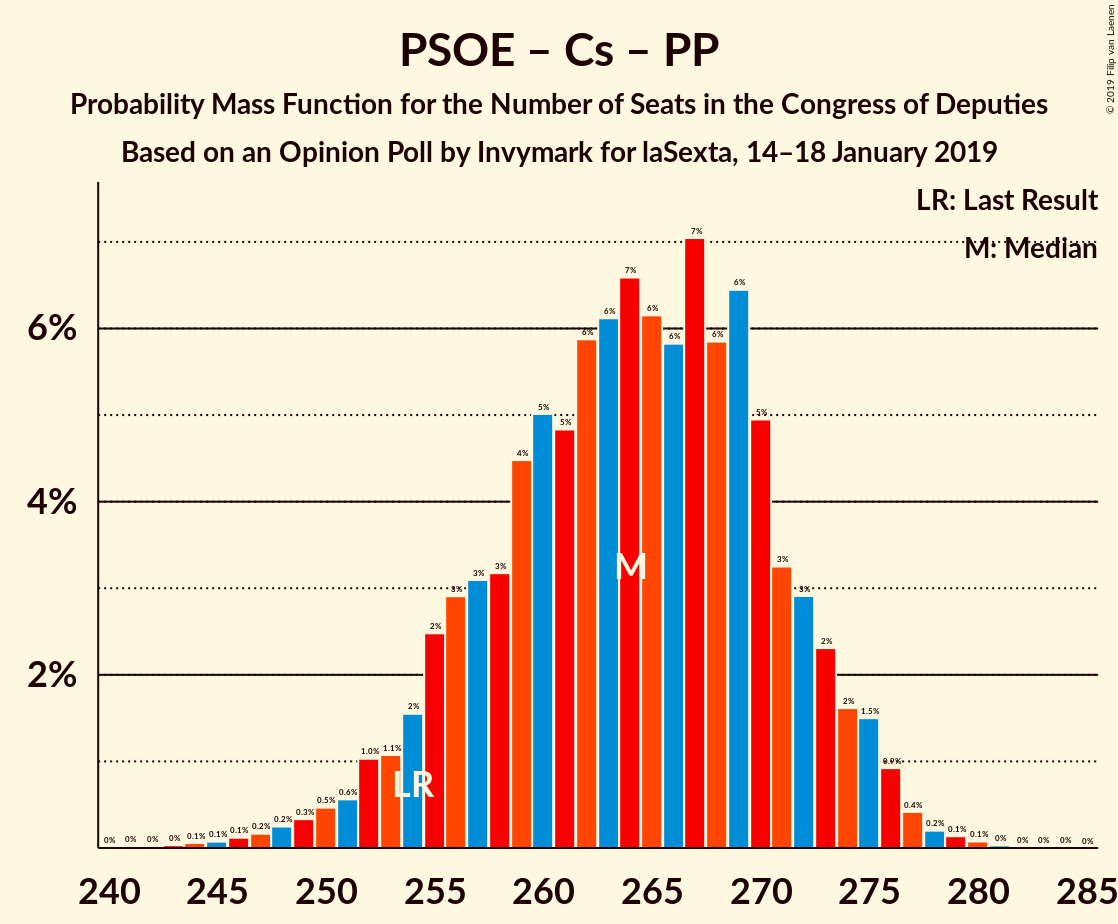 PSOE – Cs – PP
Probability Mass Function for the Number of Seats in the Congress of Deputies
Based on an Opinion Poll by Invymark for laSexta, 14–18 January 2019
© 2019 Filip van Laenen
LR: Last Result
M: Median
6%
4%
2%
0% 0% 0% 0% 0.1% 0.1% 0.1% 0.2% 0.2% 0.3% 0.5% 0.6% 1.0% 1.1% 2% 2% 3% 3% 3% 4% 5% 5% 6% 6% 7% 6% 6% 7% 6% 6% 5% 3% 3% 2% 2% 1.5% 0.9% 0.4% 0.2% 0.1% 0.1% 0% 0% 0% 0% 0%
M
LR
240 245 250 255 260 265 270 275 280 285